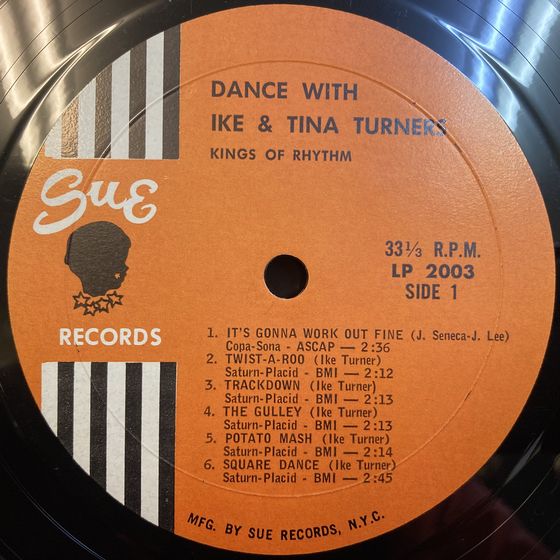 DANCE WITH
IKE & TINA TURNERS
KINGS OF RHYTHM
Sue
RECORDS
33⅓ R.P.M.
LP 2003
SIDE 1
1. IT'S GONNA WORK OUT FINE (J. Seneca-J. Lee)
Copa-Sona - ASCAP — 2:36
2. TWIST-A-ROO (Ike Turner)
Saturn-Placid - BMI — 2:12
3. TRACKDOWN (Ike Turner)
Saturn-Placid - BMI — 2:13
4. THE GULLEY (Ike Turner)
Saturn-Placid - BMI — 2:13
5. POTATO MASH (Ike Turner)
Saturn-Placid - BMI — 2:14
6. SQUARE DANCE (Ike Turner)
Saturn-Placid - BMI — 2:45
MFG. BY SUE RECORDS, N.Y.C.